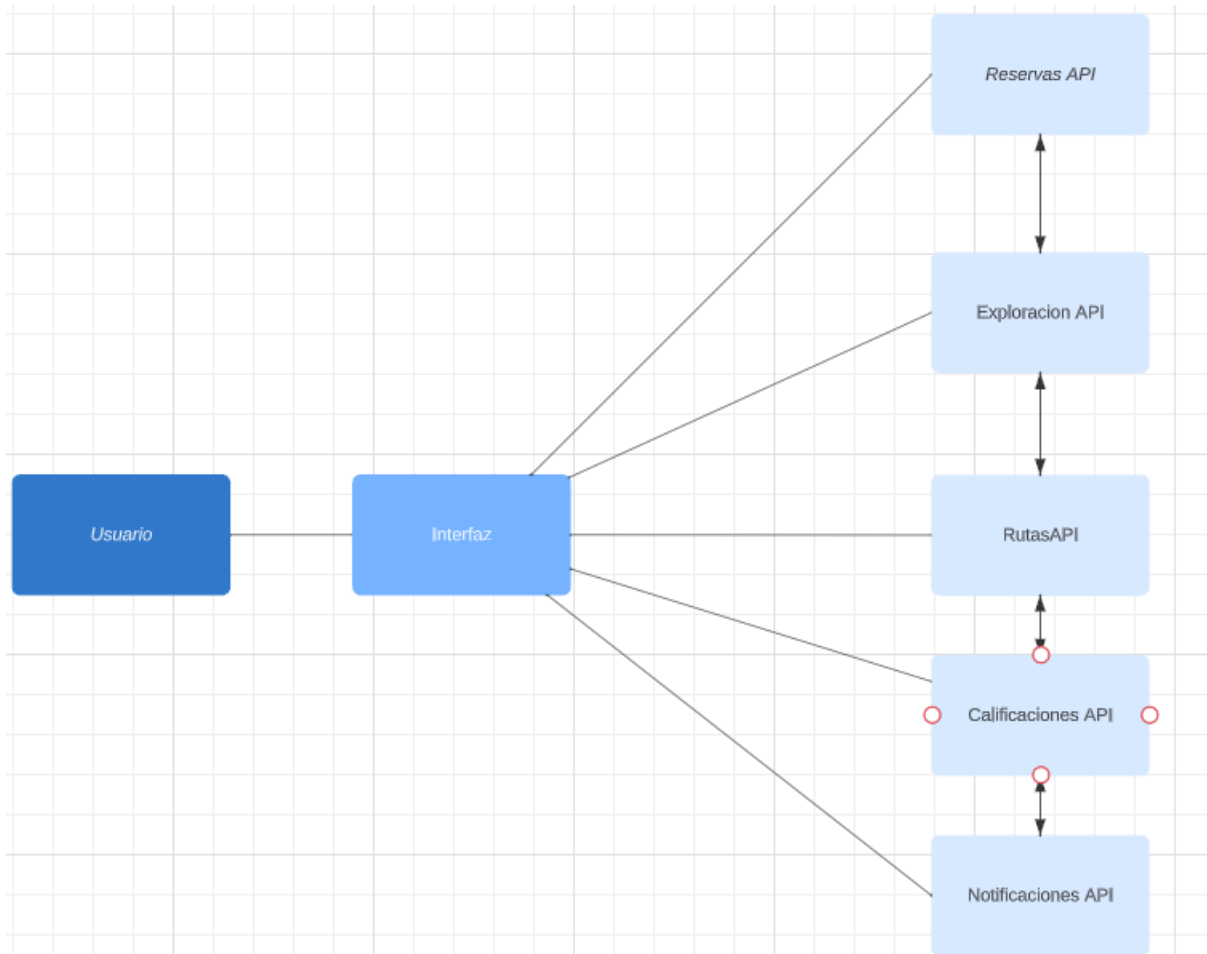 Reservas API
Exploracion API
Usuario
Interfaz
RutasAPI
Calificaciones API
Notificaciones API